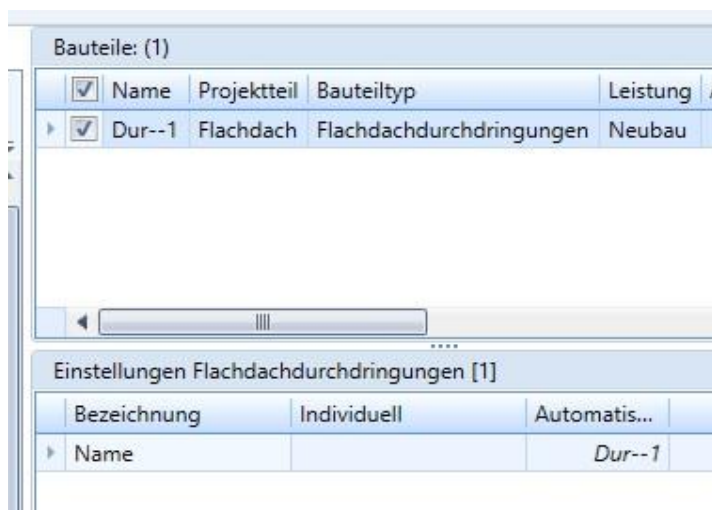 Bauteile: (1)
Name Projektteil Bauteiltyp Leistung
Dur--1 Flachdach Flachdachdurchdringungen Neubau
Einstellungen Flachdachdurchdringungen [1]
Bezeichnung Individuell Automatis...
Name Dur--1